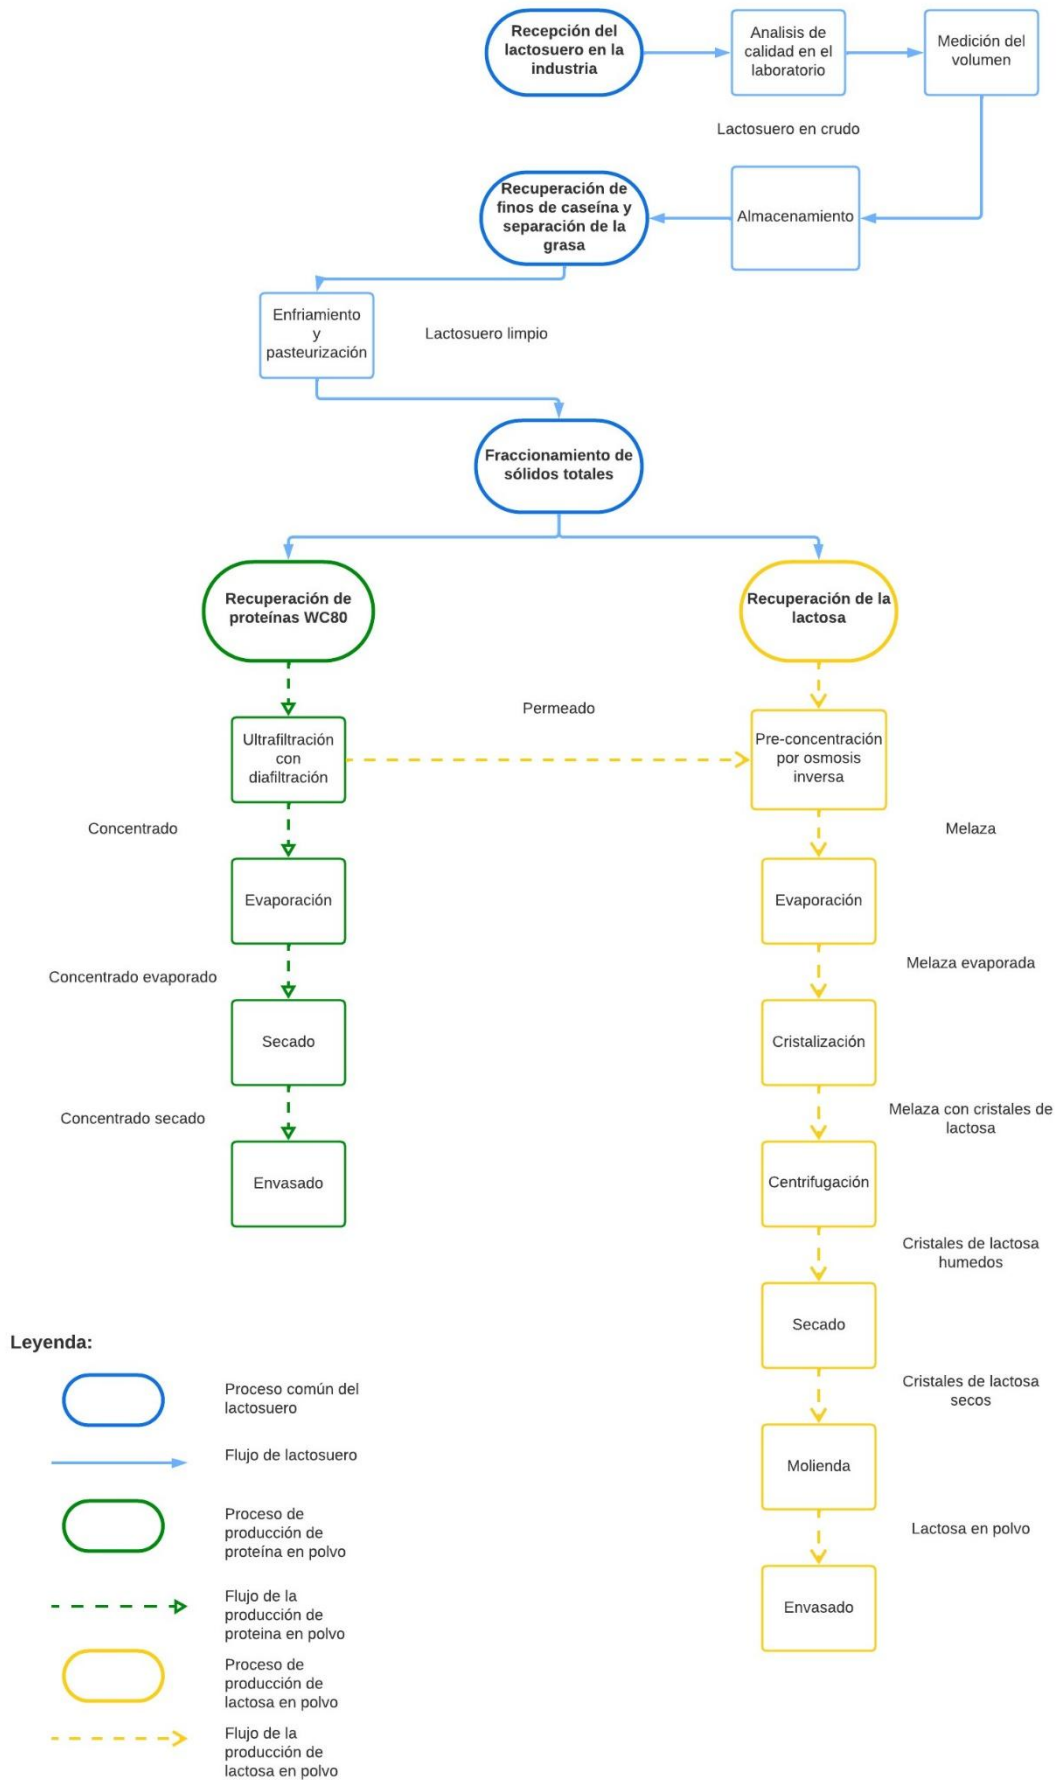 Recepción del
lactosuero en la
industria
Analisis de
calidad en el
laboratorio
Medición del
volumen
Lactosuero en crudo
Recuperación de
finos de caseína y
separación de la
grasa
Almacenamiento
Enfriamiento
y
pasteurización
Lactosuero limpio
Fraccionamiento de
sólidos totales
Recuperación de
proteínas WC80
Recuperación de la
lactosa
Permeado
Ultrafiltración
con
diafiltración
Pre-concentración
por osmosis
inversa
Concentrado
Melaza
Evaporación
Evaporación
Concentrado evaporado
Melaza evaporada
Secado
Cristalización
Concentrado secado
Melaza con cristales de
lactosa
Envasado
Centrifugación
Cristales de lactosa
humedos
Secado
Cristales de lactosa
secos
Molienda
Lactosa en polvo
Envasado
Leyenda:
Proceso común del
lactosuero
Flujo de lactosuero
Proceso de
producción de
proteína en polvo
Flujo de la
producción de
proteina en polvo
Proceso de
producción de
lactosa en polvo
Flujo de la
producción de
lactosa en polvo